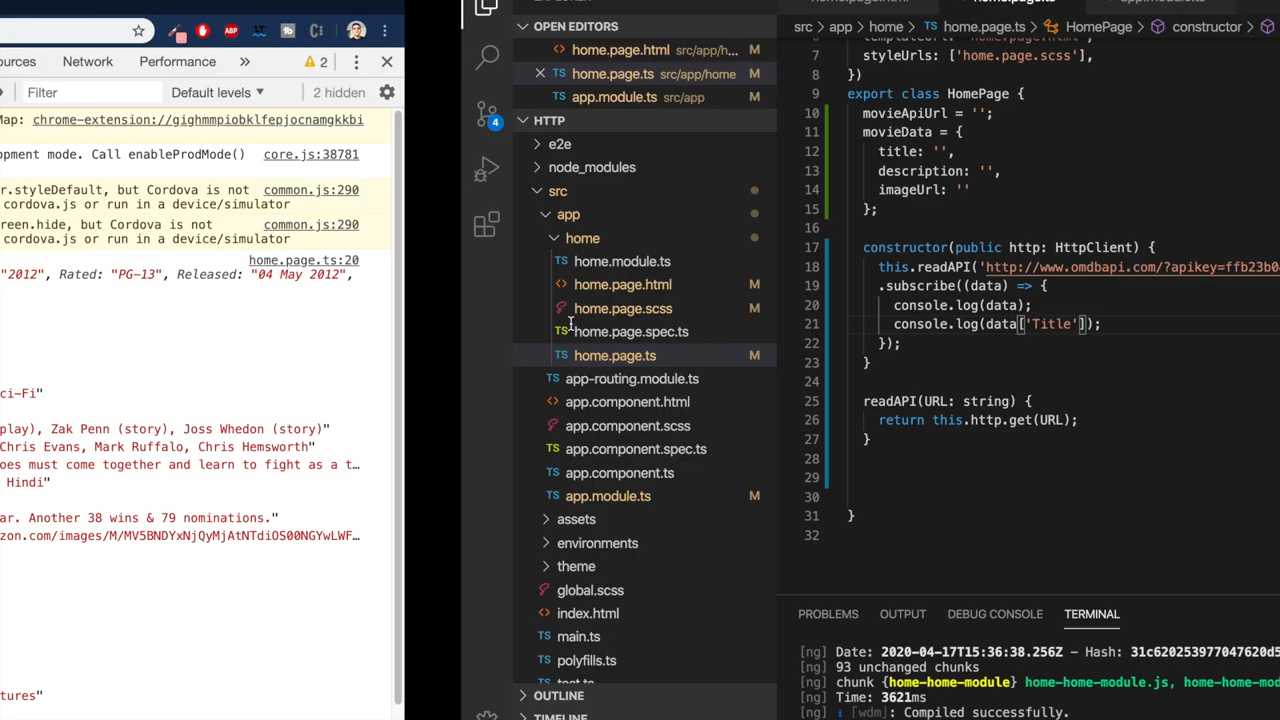 ources Network Performance » 2
Filter Default levels ▼ 2 hidden
Map: chrome-extension://gighmmpiobklfepjocnamgkkbi
opment mode. Call enableProdMode() core.js:38781
r.styleDefault, but Cordova is not common.js:290
cordova.js or run in a device/simulator
reen.hide, but Cordova is not common.js:290
cordova.js or run in a device/simulator
home.page.ts:20
"2012", Rated: "PG-13", Released: "04 May 2012",
ci-Fi"
play), Zak Penn (story), Joss Whedon (story)"
Chris Evans, Mark Ruffalo, Chris Hemsworth"
oes must come together and learn to fight as a t…
Hindi"
ar. Another 38 wins & 79 nominations."
zon.com/images/M/MV5BNDYxNjQyMjAtNTdiOS00NGYwLWF…
tures"
ABP
4
OPEN EDITORS
home.page.html src/app/h... M
home.page.ts src/app/home M
app.module.ts src/app M
HTTP
e2e
node_modules
src
app
home
home.module.ts
home.page.html M
home.page.scss M
home.page.spec.ts
home.page.ts M
app-routing.module.ts
app.component.html
app.component.scss
app.component.spec.ts
app.component.ts
app.module.ts M
assets
environments
theme
global.scss
index.html
main.ts
polyfills.ts
OUTLINE
TIMELINE
src > app > home > TS home.page.ts > HomePage > constructor
7 styleUrls: ['home.page.scss'],
8 })
9 export class HomePage {
10 movieApiUrl = '';
11 movieData = {
12 title: '',
13 description: '',
14 imageUrl: ''
15 };
16
17 constructor(public http: HttpClient) {
18 this.readAPI('http://www.omdbapi.com/?apikey=ffb23b0
19 .subscribe((data) => {
20 console.log(data);
21 console.log(data['Title']);
22 });
23 }
24
25 readAPI(URL: string) {
26 return this.http.get(URL);
27 }
28
29
30
31 }
32
PROBLEMS OUTPUT DEBUG CONSOLE TERMINAL
[ng] Date: 2020-04-17T15:36:38.256Z - Hash: 31c620253977047620d5
[ng] 93 unchanged chunks
[ng] chunk {home-home-module} home-home-module.js, home-hom
[ng] Time: 3621ms
[ng] ℹ ｢wdm｣: Compiled successfully.